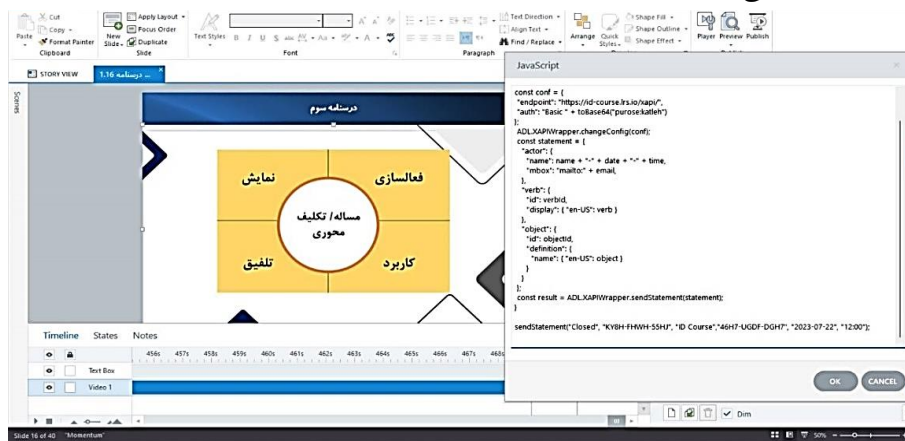 Cut
Copy
Paste
Format Painter
Clipboard
New
Slide
Apply Layout
Focus Order
Duplicate
Slide
Text Styles
B I U S abc
Aa
A
Font
Paragraph
Text Direction
Align Text
Find / Replace
Arrange
Quick
Styles
Shape Fill
Shape Outline
Shape Effect
Player
Preview
Publish
Publish
STORY VIEW
1.16 درسنامه ...
Scenes
درسنامه سوم
نمایش
فعالسازی
مساله/ تکلیف
محوری
تلفیق
کاربرد
JavaScript
const conf = {
"endpoint": "https://id-course.lrs.io/xapi/",
"auth": "Basic " + toBase64("purose:katleh")
};
ADL.XAPIWrapper.changeConfig(conf);
const statement = {
"actor": {
"name": name + "-" + date + "-" + time,
"mbox": "mailto:" + email,
},
"verb": {
"id": verbId,
"display": { "en-US": verb }
},
"object": {
"id": objectId,
"definition": {
"name": { "en-US": object }
}
}
};
const result = ADL.XAPIWrapper.sendStatement(statement);
}
sendStatement("Closed", "KY8H-FHWH-55HJ", "ID Course","46H7-UGDF-DGH7", "2023-07-22", "12:00");
OK
CANCEL
Timeline States Notes
456s 457s 458s 459s 460s 461s 462s 463s 464s 465s 466s 467s 468s
Text Box
Video 1
Dim
Slide 16 of 40 "Momentum"
50%